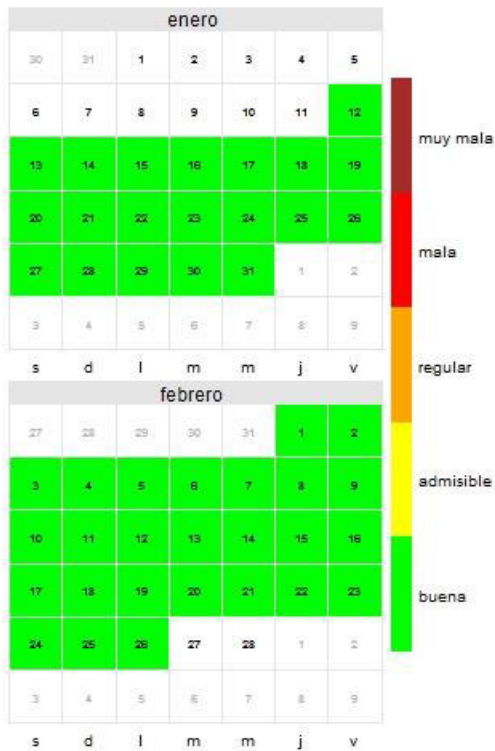 enero
30 31 1 2 3 4 5
6 7 8 9 10 11 12
13 14 15 16 17 18 19
20 21 22 23 24 25 26
27 28 29 30 31 1 2
3 4 5 6 7 8 9
s d l m m j v
febrero
27 28 29 30 31 1 2
3 4 5 6 7 8 9
10 11 12 13 14 15 16
17 18 19 20 21 22 23
24 25 26 27 28 1 2
3 4 5 6 7 8 9
s d l m m j v
muy mala
mala
regular
admisible
buena